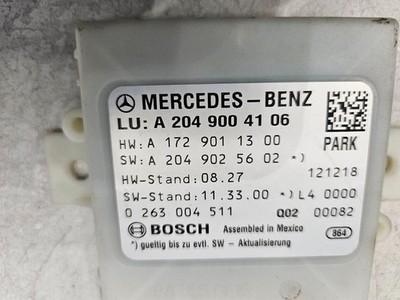 MERCEDES-BENZ
LU: A 204 900 41 06
HW: A 172 901 13 00 PARK
SW: A 204 902 56 02 *)
HW-Stand: 08.27 121218
SW-Stand: 11.33.00 *) L4 0000
0 263 004 511 Q02 00082
BOSCH Assembled in Mexico 864
*) gueltig bis zu evtl. SW - Aktualisierung